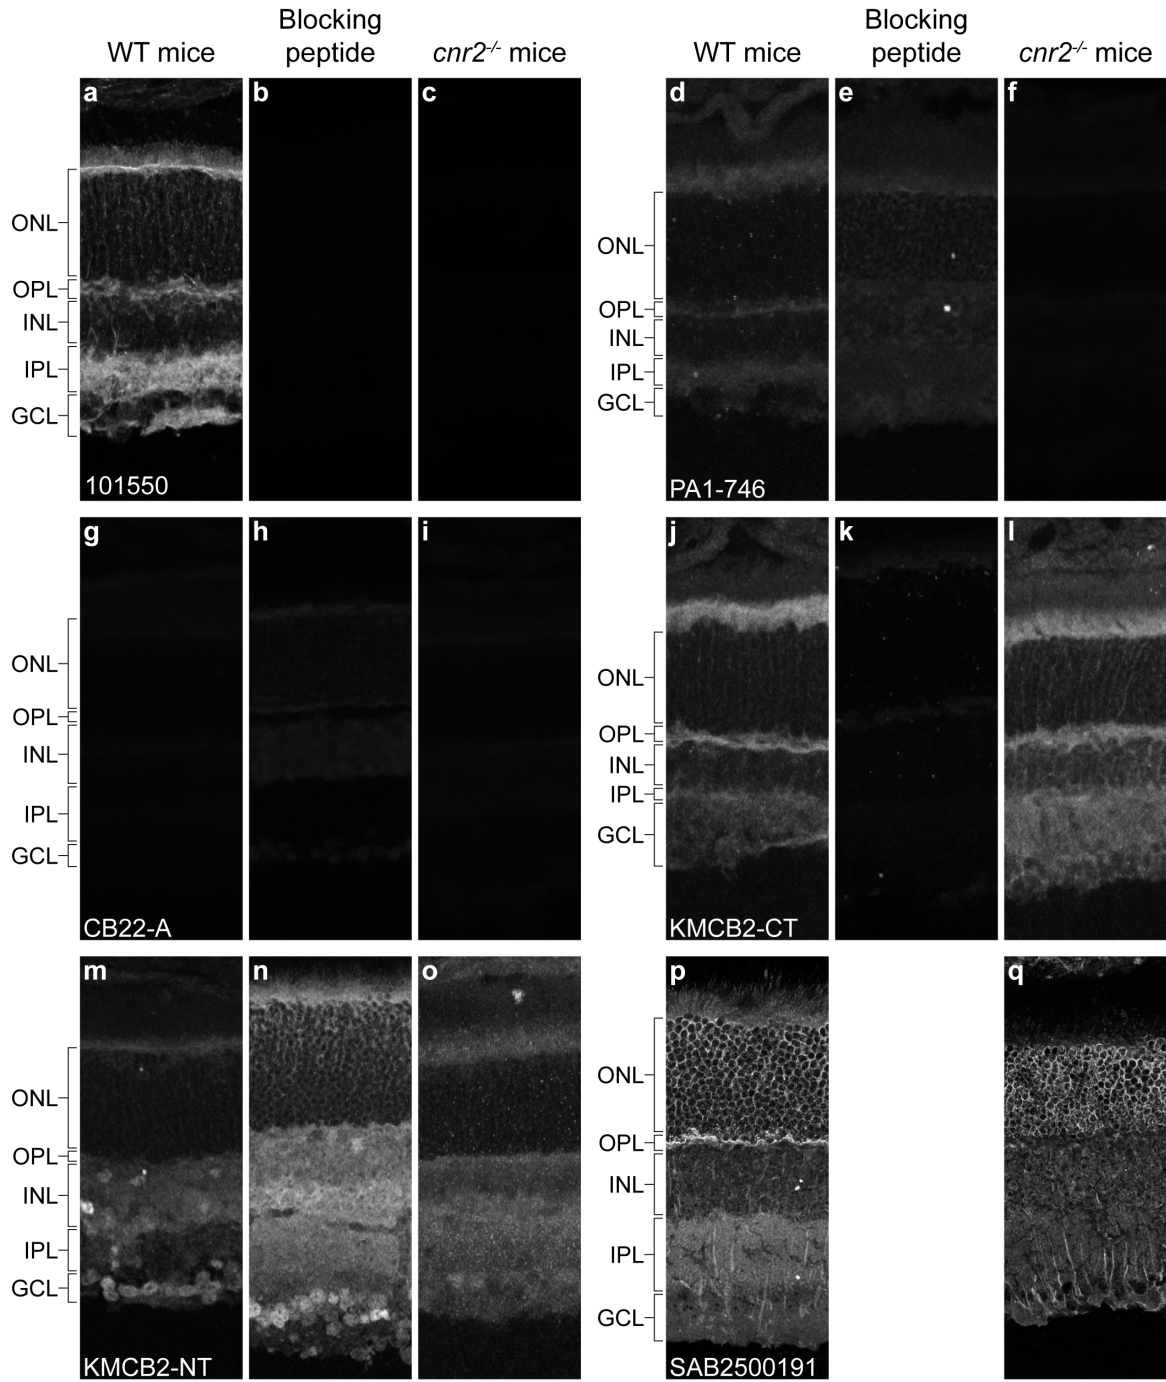 WT mice
Blocking
peptide
cnr2-/- mice
WT mice
Blocking
peptide
cnr2-/- mice
a
b
c
d
e
f
ONL
OPL
INL
IPL
GCL
101550
ONL
OPL
INL
IPL
GCL
PA1-746
g
h
i
j
k
l
ONL
OPL
INL
IPL
GCL
CB22-A
ONL
OPL
INL
IPL
GCL
KMCB2-CT
m
n
o
p
q
ONL
OPL
INL
IPL
GCL
KMCB2-NT
ONL
OPL
INL
IPL
GCL
SAB2500191